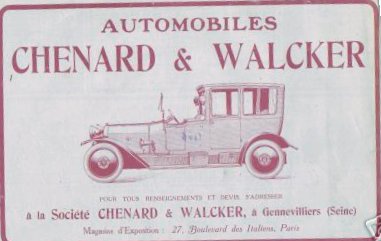 AUTOMOBILES
CHENARD & WALCKER
POUR TOUS RENSEIGNEMENTS ET DEVIS S'ADRESSER
à la Société CHENARD & WALCKER, à Gennevilliers (Seine)
Magasins d'Exposition : 27, Boulevard des Italiens, Paris